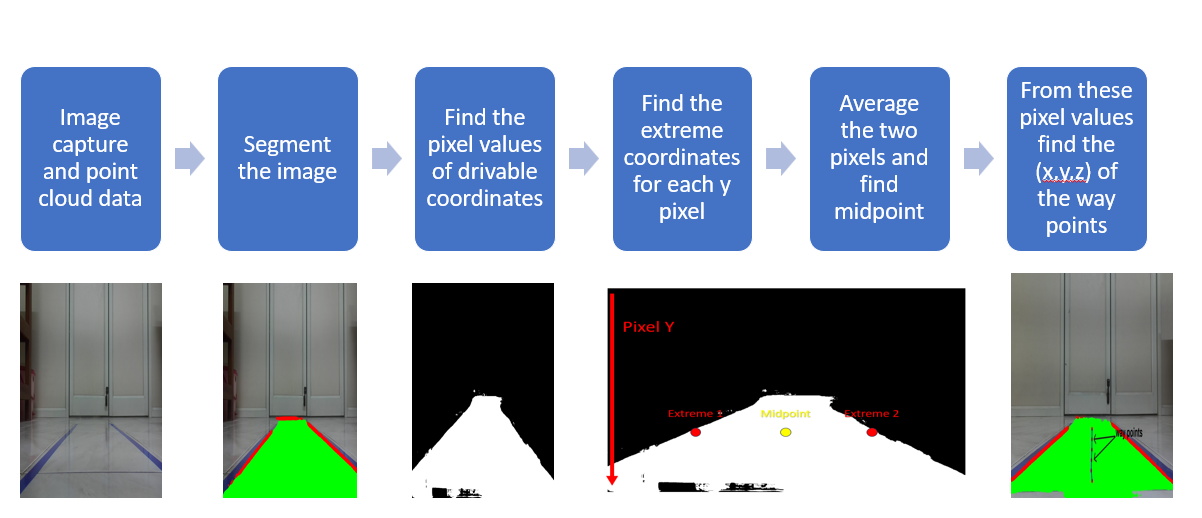 Image
capture
and point
cloud data
Segment
the image
Find the
pixel values
of drivable
coordinates
Find the
extreme
coordinates
for each y
pixel
Average
the two
pixels and
find
midpoint
From these
pixel values
find the
(x,y,z) of
the way
points
Pixel Y
Extreme 1
Midpoint
Extreme 2
way points